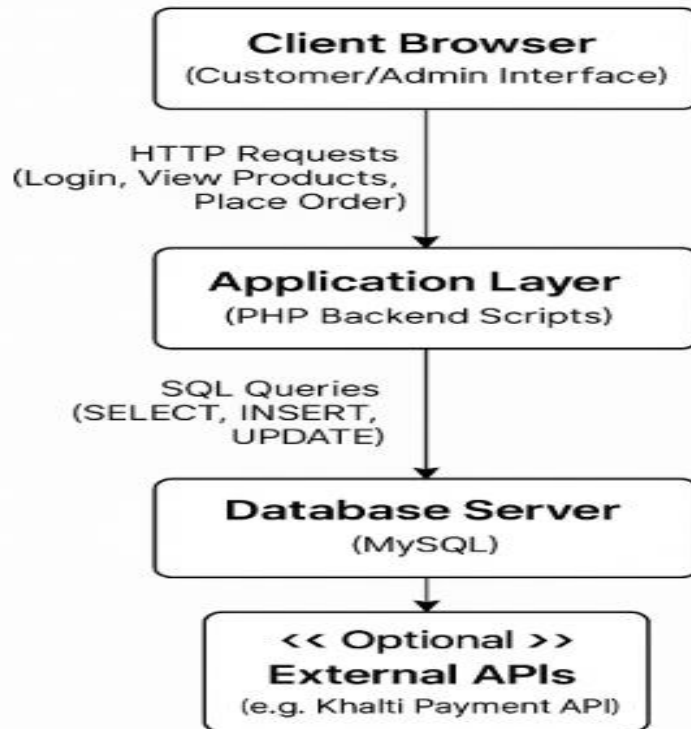 Client Browser
(Customer/Admin Interface)
HTTP Requests
(Login, View Products,
Place Order)
Application Layer
(PHP Backend Scripts)
SQL Queries
(SELECT, INSERT,
UPDATE)
Database Server
(MySQL)
<< Optional >>
External APIs
(e.g. Khalti Payment API)